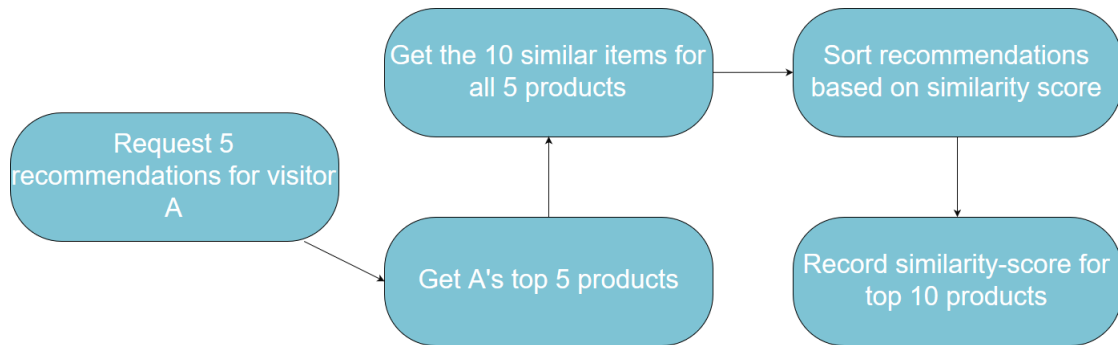 Request 5
recommendations for visitor
A
Get A's top 5 products
Get the 10 similar items for
all 5 products
Sort recommendations
based on similarity score
Record similarity-score for
top 10 products